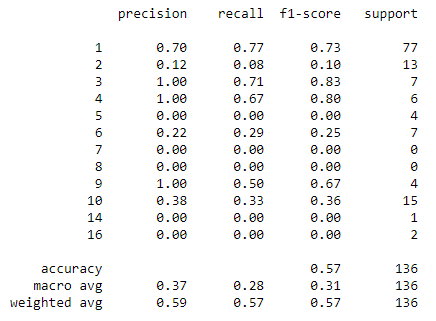 precision recall f1-score support
1 0.70 0.77 0.73 77
2 0.12 0.08 0.10 13
3 1.00 0.71 0.83 7
4 1.00 0.67 0.80 6
5 0.00 0.00 0.00 4
6 0.22 0.29 0.25 7
7 0.00 0.00 0.00 0
8 0.00 0.00 0.00 0
9 1.00 0.50 0.67 4
10 0.38 0.33 0.36 15
14 0.00 0.00 0.00 1
16 0.00 0.00 0.00 2
accuracy 0.57 136
macro avg 0.37 0.28 0.31 136
weighted avg 0.59 0.57 0.57 136